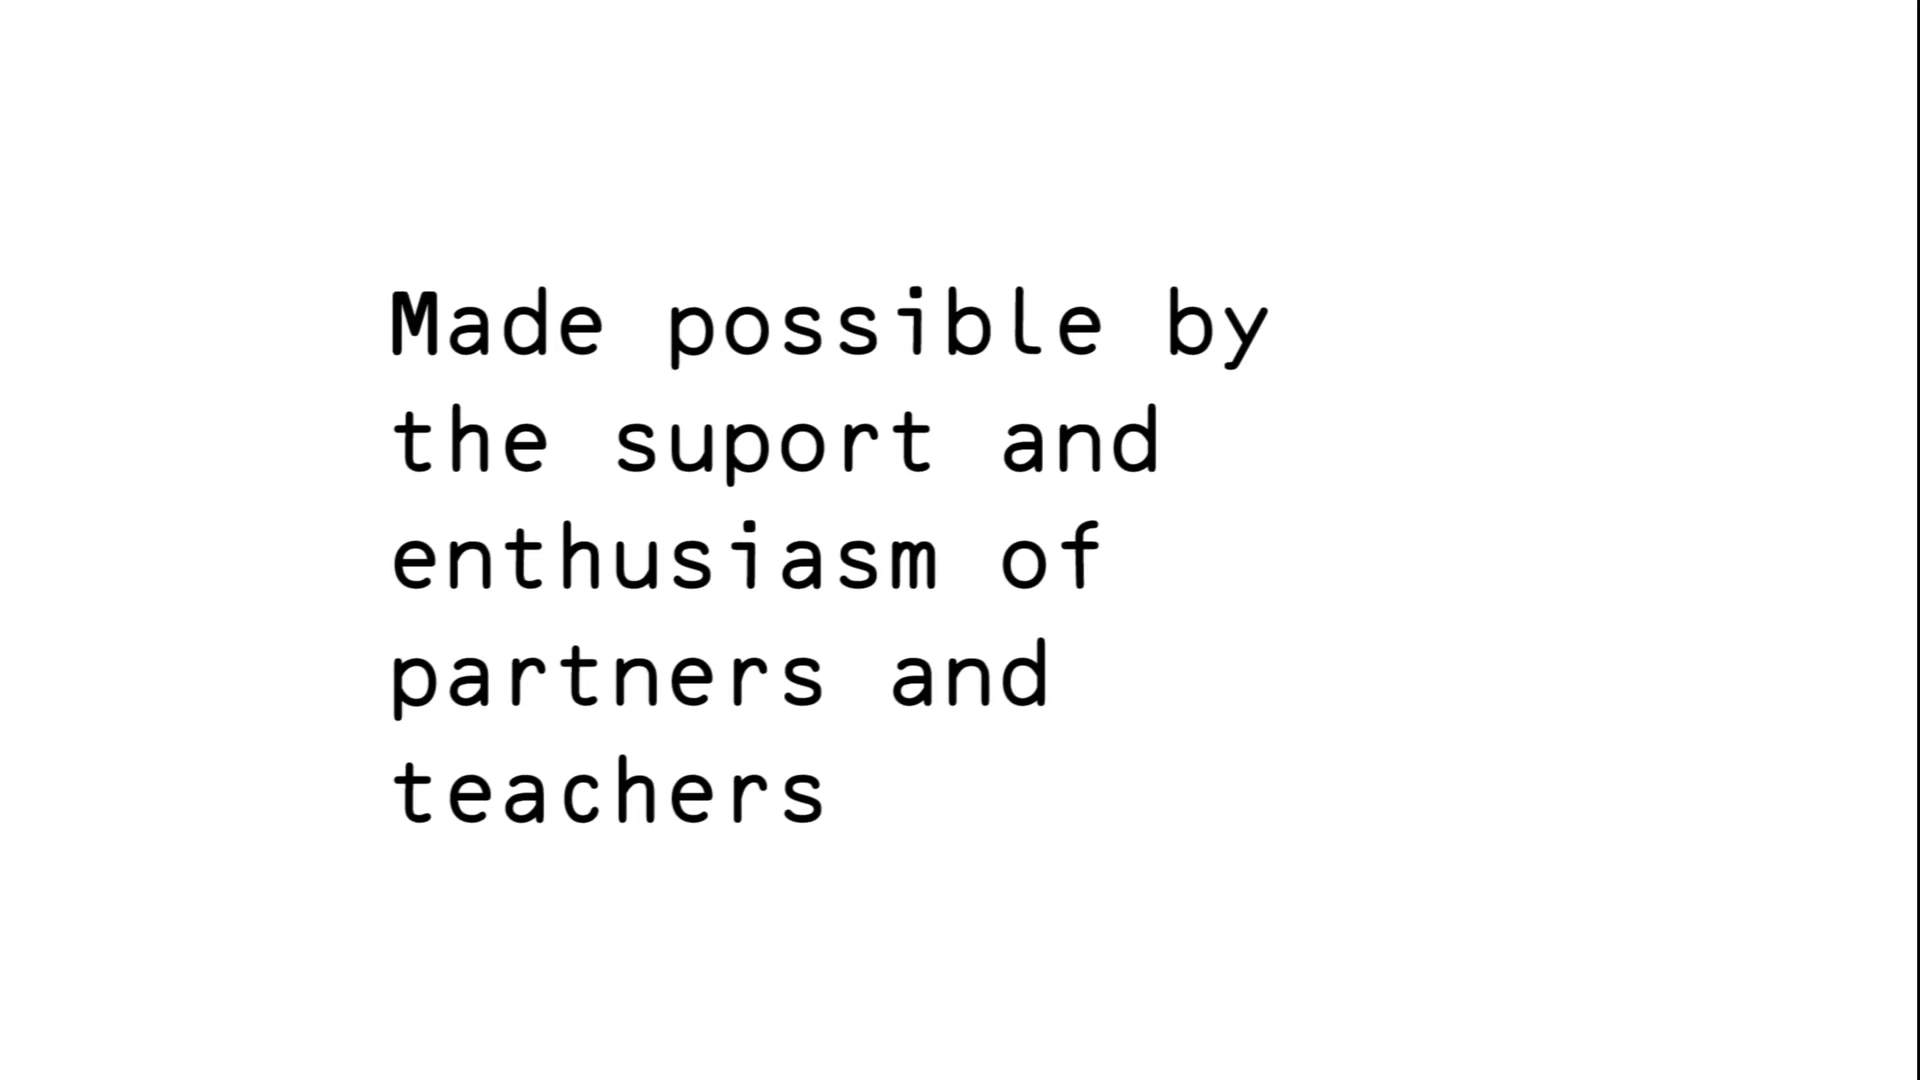 Made possible by
the suport and
enthusiasm of
partners and
teachers